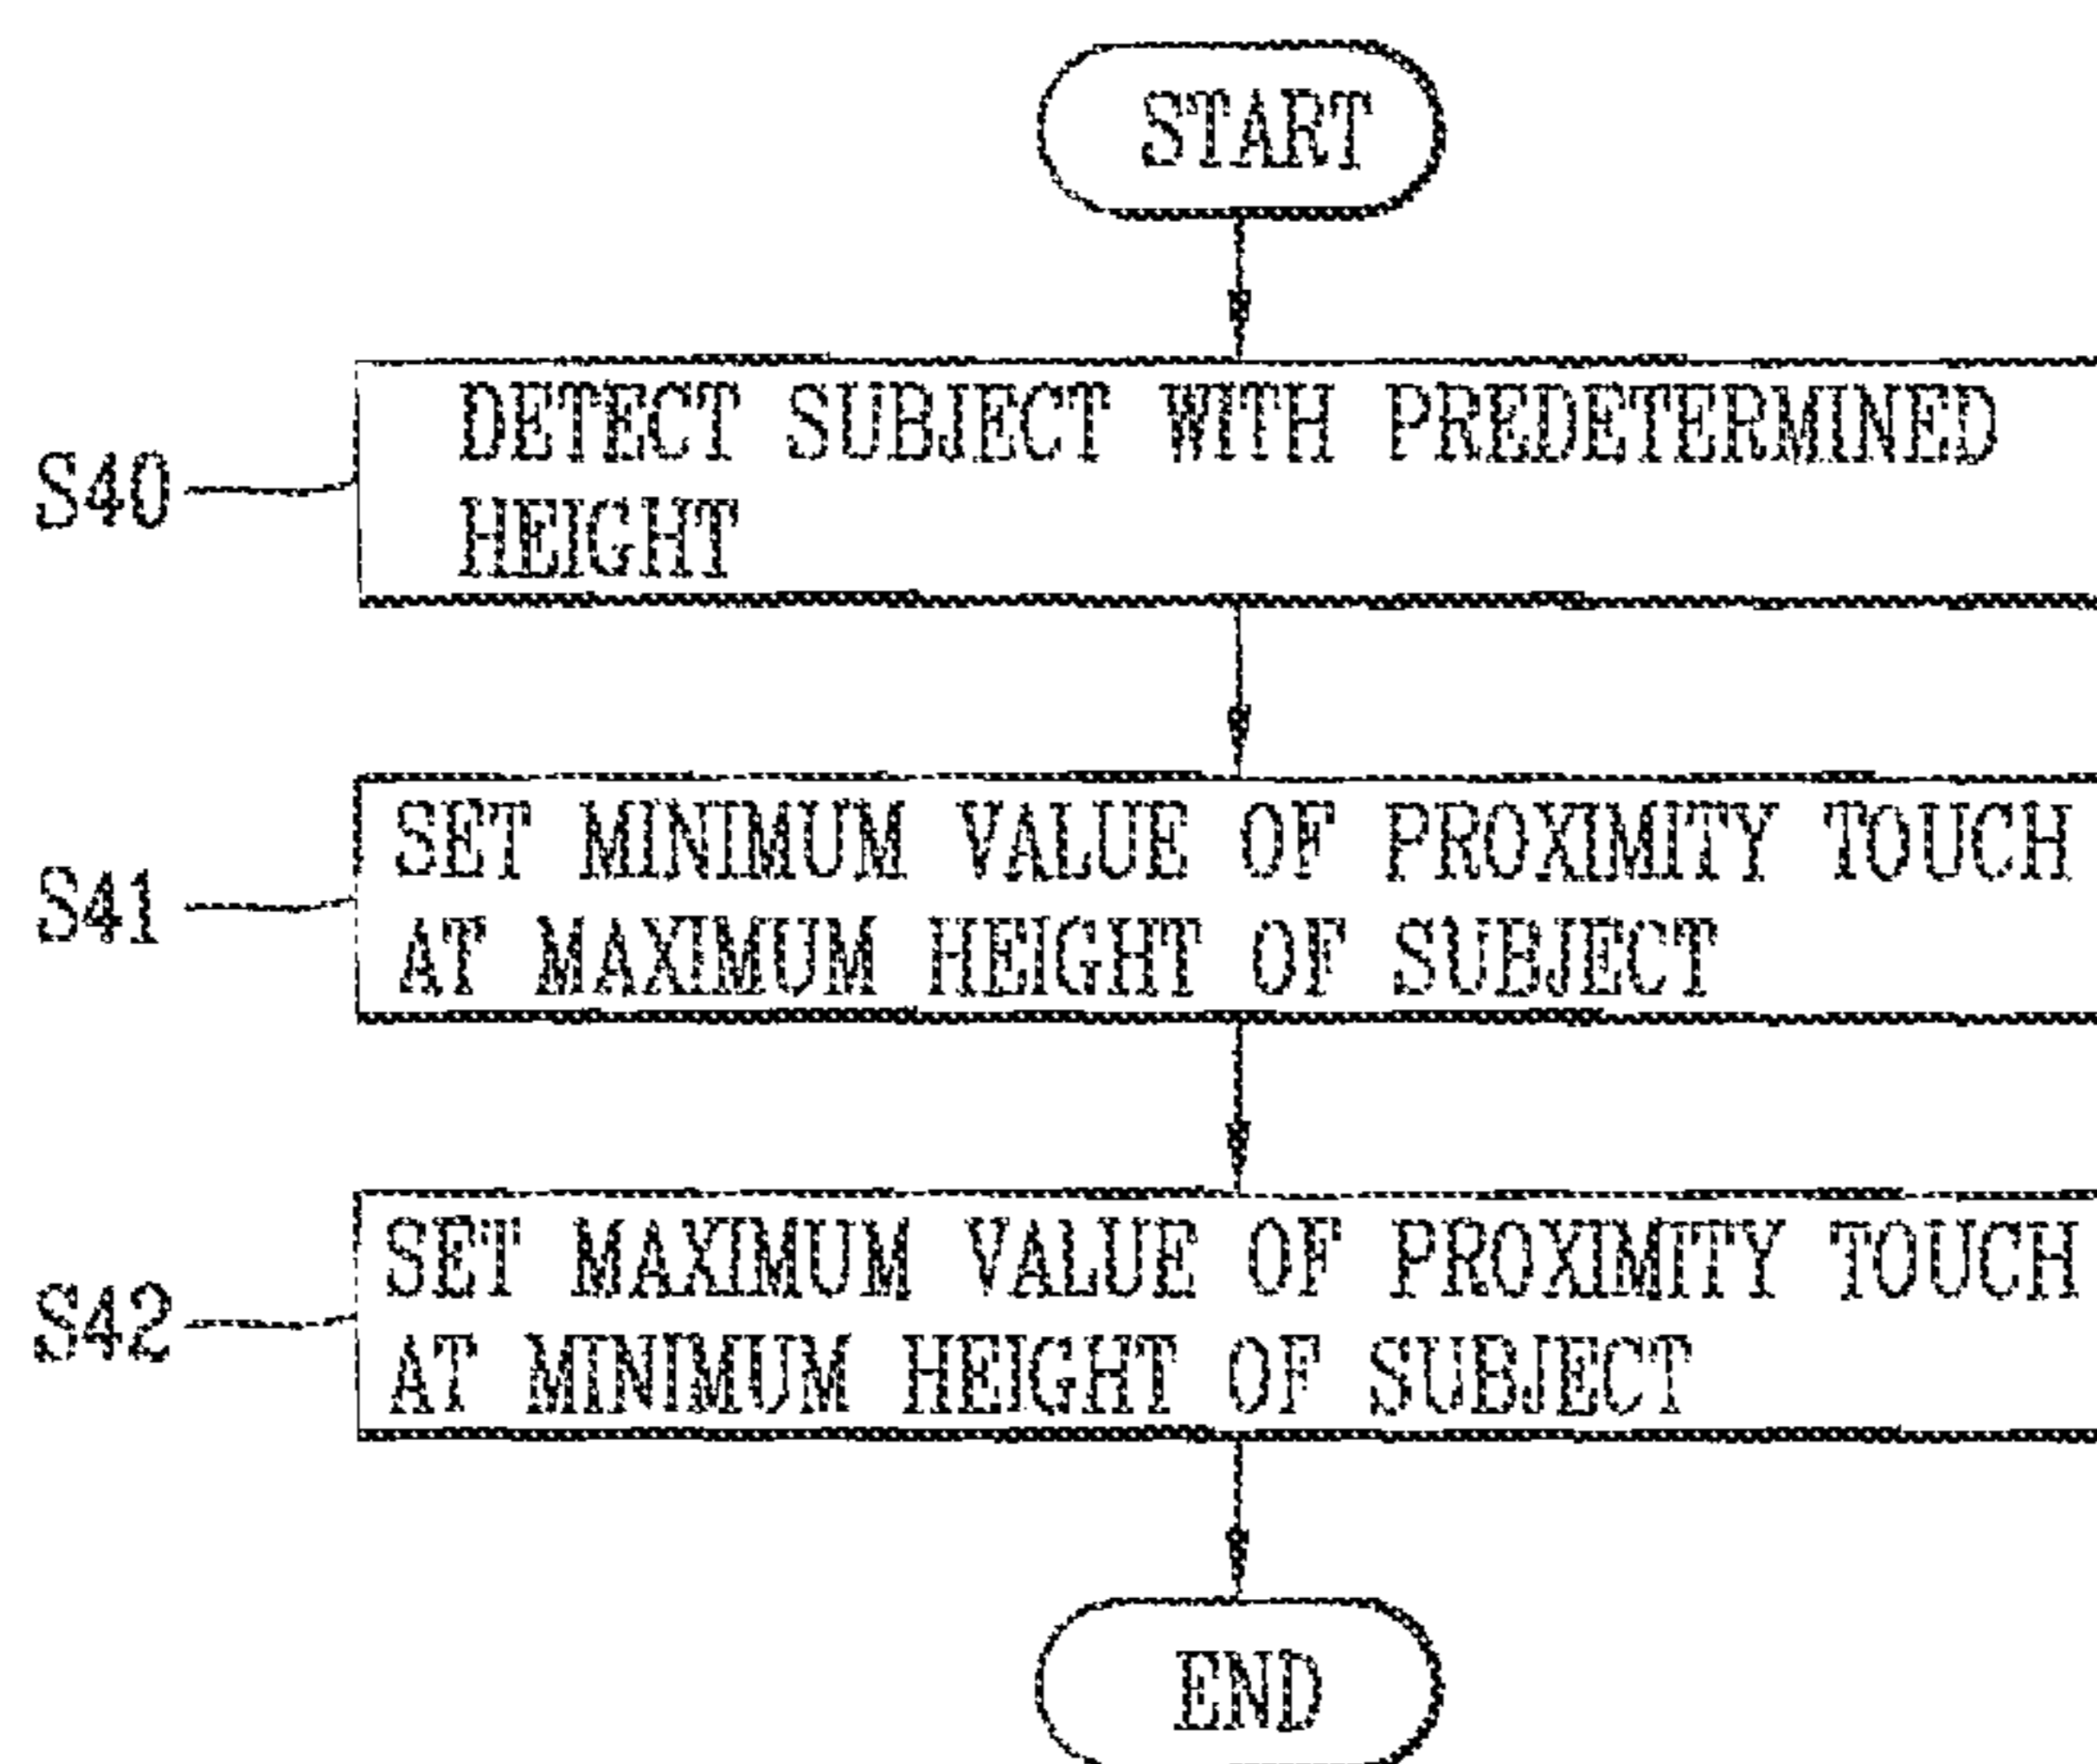 START
S40
DETECT SUBJECT WITH PREDETERMINED
HEIGHT
S41
SET MINIMUM VALUE OF PROXIMITY TOUCH
AT MAXIMUM HEIGHT OF SUBJECT
S42
SET MAXIMUM VALUE OF PROXIMITY TOUCH
AT MINIMUM HEIGHT OF SUBJECT
END